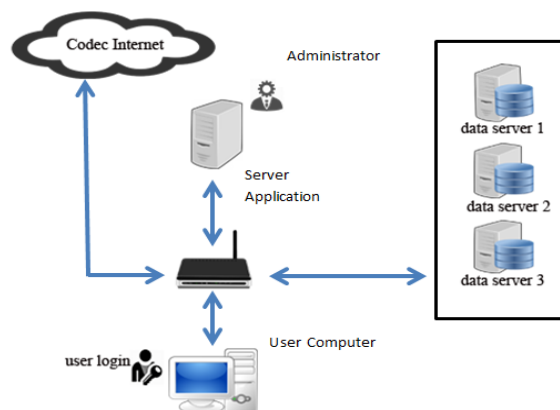 Codec Internet
Administrator
data server 1
Server
Application
data server 2
data server 3
User Computer
user login